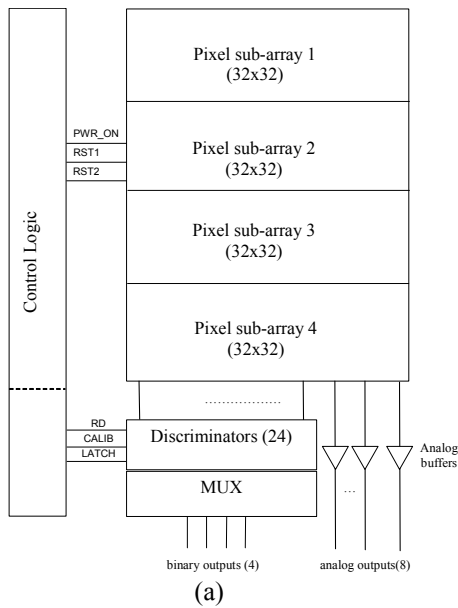 Pixel sub-array 1
(32x32)
PWR_ON
RST1
RST2
Pixel sub-array 2
(32x32)
Control Logic
Pixel sub-array 3
(32x32)
Pixel sub-array 4
(32x32)
..................
RD
CALIB
LATCH
Discriminators (24)
Analog
buffers
MUX
...
binary outputs (4)
analog outputs(8)
(a)